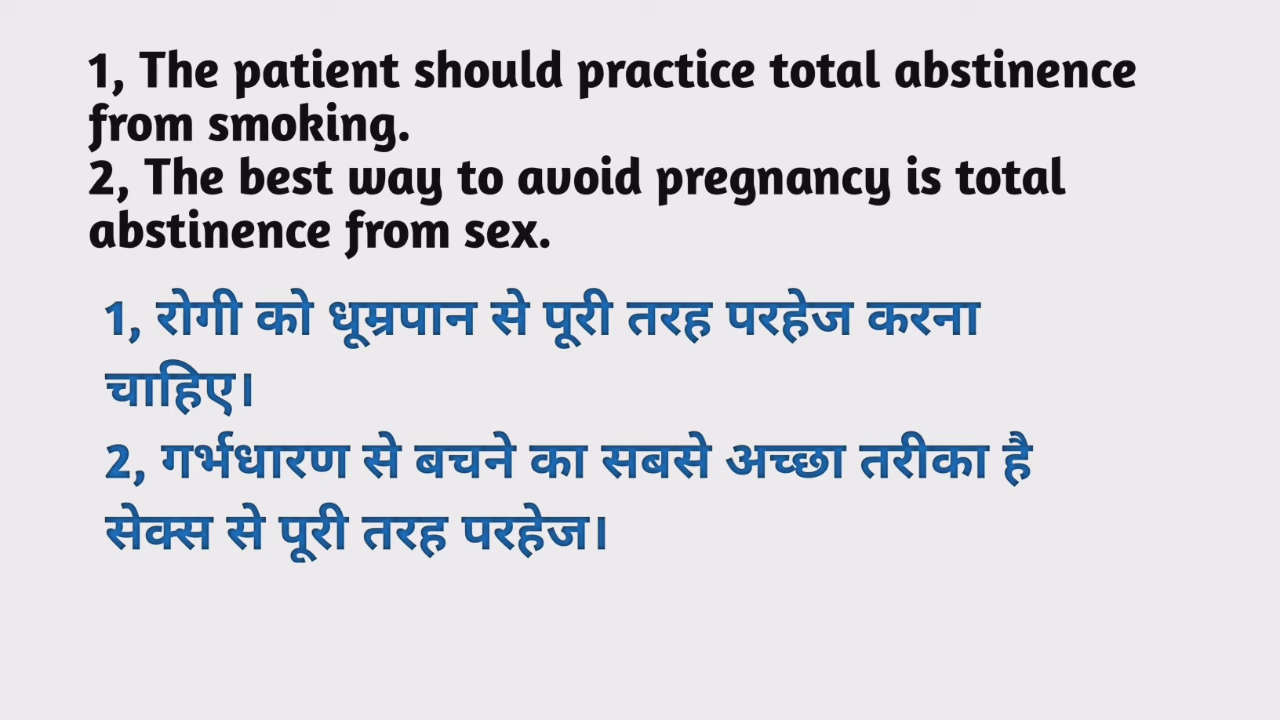 1, The patient should practice total abstinence
from smoking.
2, The best way to avoid pregnancy is total
abstinence from sex.
1, रोगी को धूम्रपान से पूरी तरह परहेज करना
चाहिए।
2, गर्भधारण से बचने का सबसे अच्छा तरीका है
सेक्स से पूरी तरह परहेज।